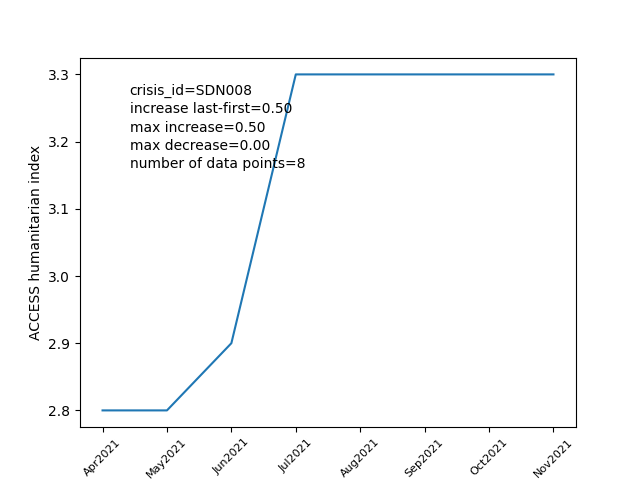 crisis_id=SDN008
increase last-first=0.50
max increase=0.50
max decrease=0.00
number of data points=8
ACCESS humanitarian index
3.3
3.2
3.1
3.0
2.9
2.8
Apr2021
May2021
Jun2021
Jul2021
Aug2021
Sep2021
Oct2021
Nov2021